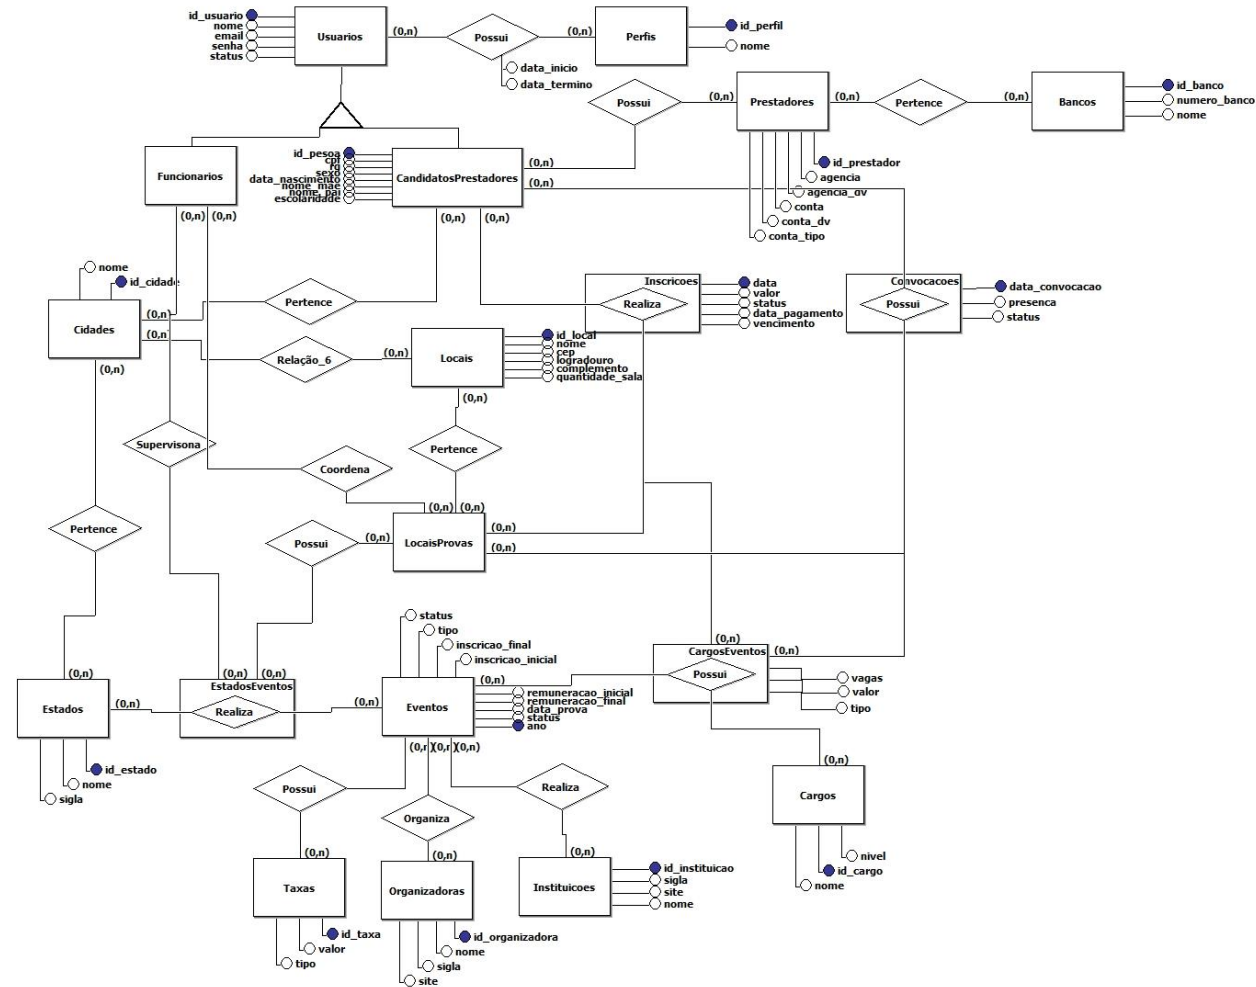 id_usuario
nome
email
senha
status
Usuarios
(0,n)
Possui
(0,n)
Perfis
id_perfil
nome
data_inicio
data_termino
Possui
(0,n)
Prestadores
(0,n)
Pertence
(0,n)
Bancos
id_banco
numero_banco
nome
Funcionarios
id_pesoa
cpf
rg
sexo
data_nascimento
nome_mae
nome_pai
escolaridade
CandidatosPrestadores
(0,n)
(0,n)
id_prestador
agencia
agencia_dv
conta
conta_dv
conta_tipo
(0,n)
(0,n)
(0,n)
(0,n)
nome
id_cidade
Cidades
(0,n)
(0,n)
(0,n)
Pertence
Relação_6
(0,n)
Locais
id_local
nome
cep
logradouro
complemento
quantidade_sala
(0,n)
Inscricoes
Realiza
data
valor
status
data_pagamento
vencimento
Convocacoes
Possui
data_convocacao
presenca
status
Supervisona
Coordena
Pertence
Pertence
Possui
(0,n)
(0,n)
(0,n)
LocaisProvas
(0,n)
(0,n)
status
tipo
inscricao_final
inscricao_inicial
(0,n)
Estados
(0,n)
id_estado
nome
sigla
(0,n)
(0,n)
EstadosEventos
Realiza
(0,n)
Eventos
(0,n)
remuneracao_inicial
remuneracao_final
data_prova
status
ano
(0,n)
(0,n)
(0,n)
(0,n)
CargosEventos
Possui
(0,n)
vagas
valor
tipo
(0,n)
Cargos
nivel
id_cargo
nome
Possui
Organiza
Realiza
(0,n)
Taxas
id_taxa
valor
tipo
(0,n)
Organizadoras
id_organizadora
nome
sigla
site
(0,n)
Instituicoes
id_instituicao
sigla
site
nome